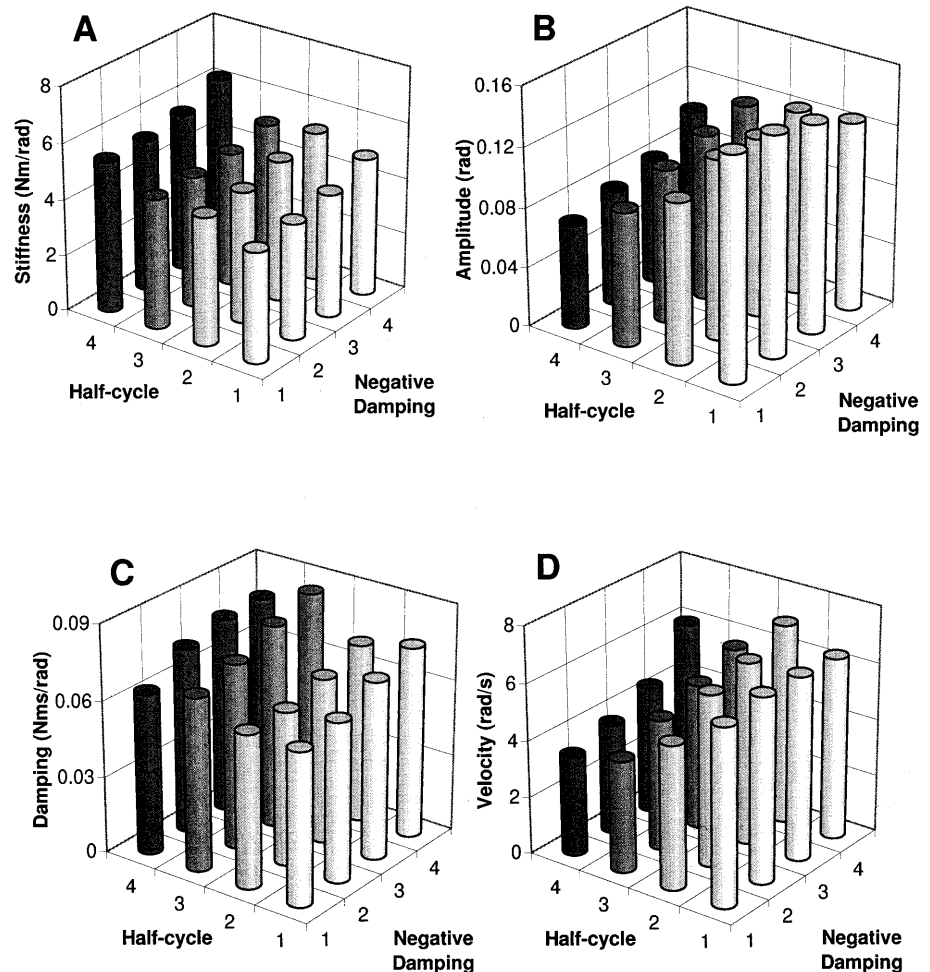 A
8
6
4
2
0
Stiffness (Nm/rad)
4
3
2
1
Half-cycle
1
2
3
4
Negative
Damping
B
0.16
0.12
0.08
0.04
0
Amplitude (rad)
4
3
2
1
Half-cycle
1
2
3
4
Negative
Damping
C
0.09
0.06
0.03
0
Damping (Nms/rad)
4
3
2
1
Half-cycle
1
2
3
4
Negative
Damping
D
8
6
4
2
0
Velocity (rad/s)
4
3
2
1
Half-cycle
1
2
3
4
Negative
Damping